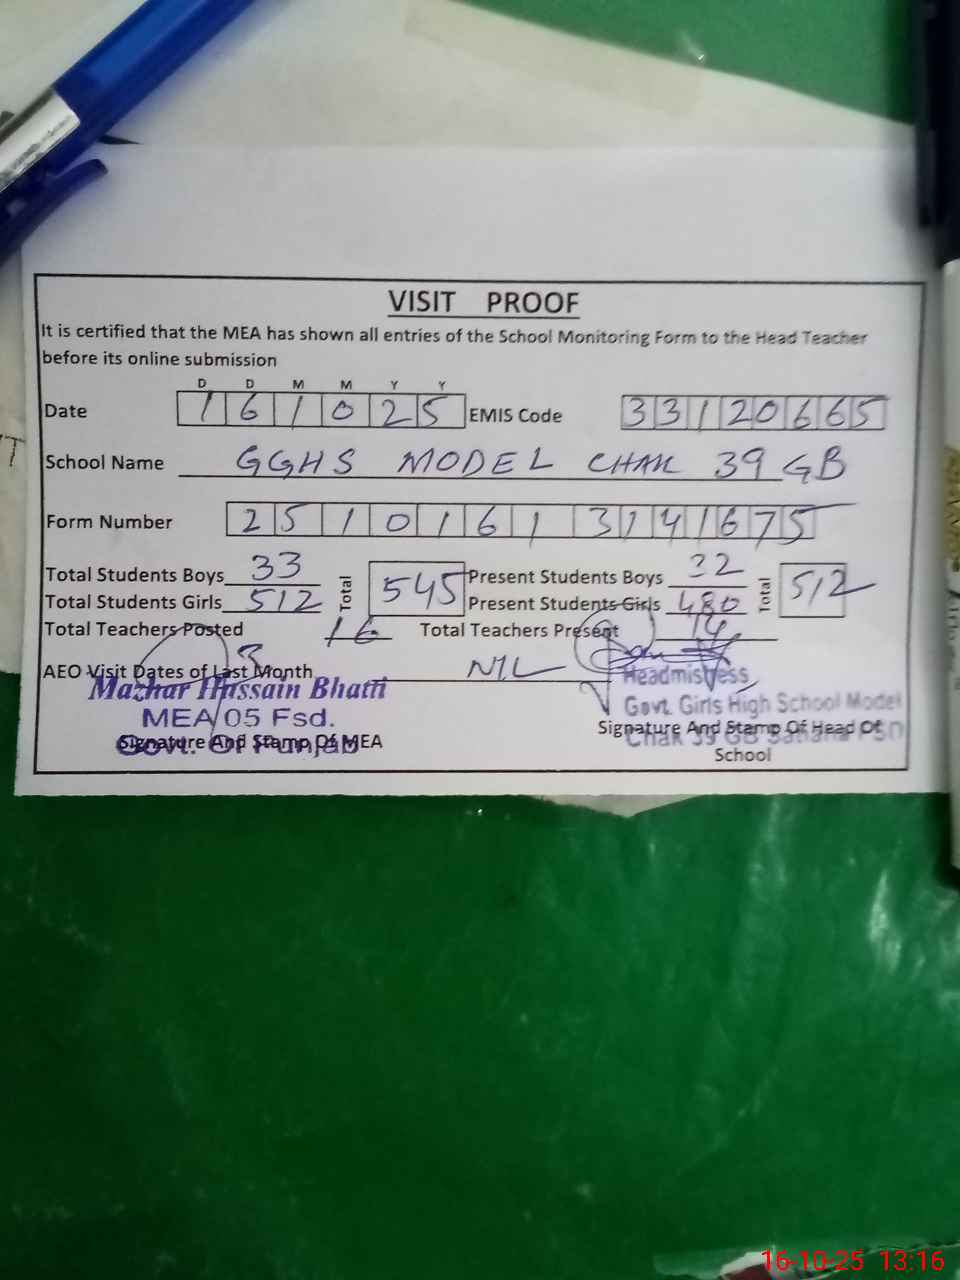 VISIT PROOF
It is certified that the MEA has shown all entries of the School Monitoring Form to the Head Teacher
before its online submission
D D M M Y Y
Date 1 6 1 0 2 5 EMIS Code 3 3 1 2 0 6 6 5
School Name GGHS MODEL CHAK 39 GB
Form Number 2 5 1 0 1 6 1 3 1 4 1 6 7 5
Total Students Boys 33 Total 545 Present Students Boys 32 Total 512
Total Students Girls 512 Present Students Girls 480
Total Teachers Posted 16 Total Teachers Present 14
AEO Visit Dates of Last Month NIL
Mazhar Hussain Bhatti
MEA 05 Fsd.
Govt. Of Punjab
Signature And Stamp Of MEA
Headmistress
Govt. Girls High School Model
Chak 39 GB
Signature And Stamp Of Head Of
School
16-10-25 13:16